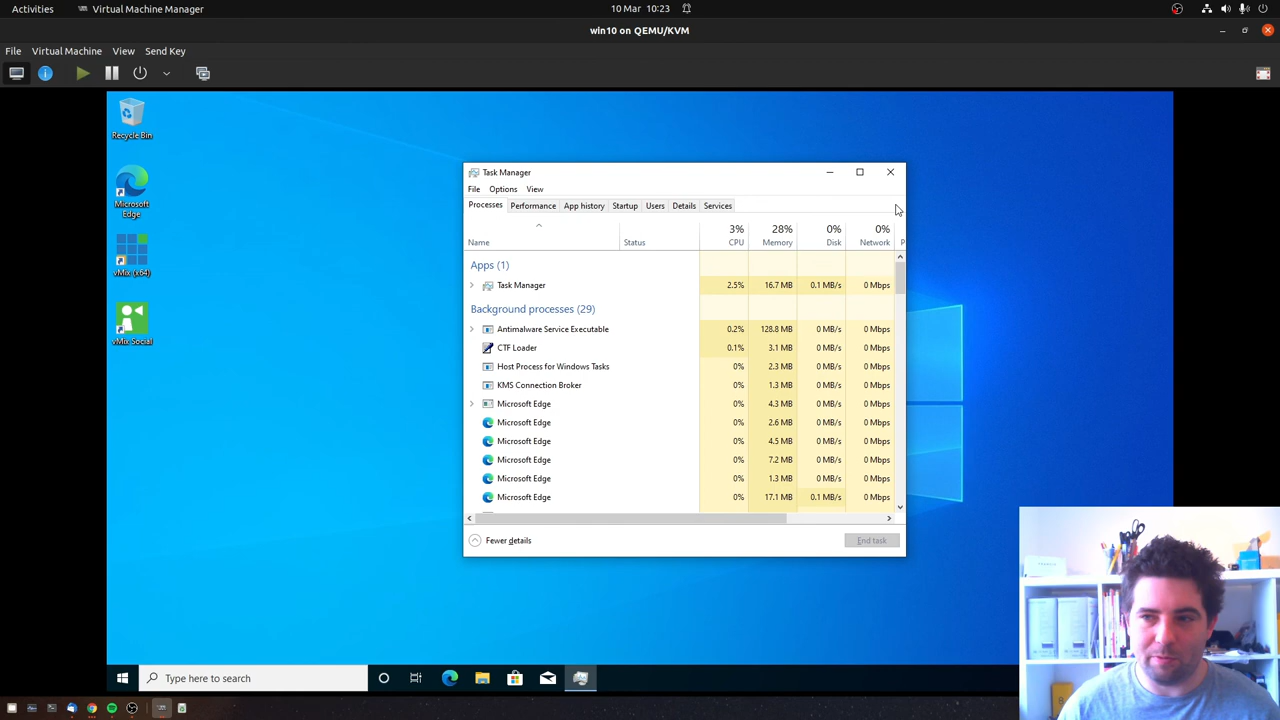 Activities
Virtual Machine Manager
10 Mar 10:23
win10 on QEMU/KVM
File
Virtual Machine
View
Send Key
Recycle Bin
Microsoft
Edge
vMix (x64)
vMix Social
Task Manager
File
Options
View
Processes
Performance
App history
Startup
Users
Details
Services
3%
28%
0%
0%
Name
Status
CPU
Memory
Disk
Network
P
Apps (1)
Task Manager
2.5%
16.7 MB
0.1 MB/s
0 Mbps
Background processes (29)
Antimalware Service Executable
0.2%
128.8 MB
0 MB/s
0 Mbps
CTF Loader
0.1%
3.1 MB
0 MB/s
0 Mbps
Host Process for Windows Tasks
0%
2.3 MB
0 MB/s
0 Mbps
KMS Connection Broker
0%
1.3 MB
0 MB/s
0 Mbps
Microsoft Edge
0%
4.3 MB
0 MB/s
0 Mbps
Microsoft Edge
0%
2.6 MB
0 MB/s
0 Mbps
Microsoft Edge
0%
4.5 MB
0 MB/s
0 Mbps
Microsoft Edge
0%
7.2 MB
0 MB/s
0 Mbps
Microsoft Edge
0%
1.3 MB
0 MB/s
0 Mbps
Microsoft Edge
0%
17.1 MB
0.1 MB/s
0 Mbps
Fewer details
End task
Type here to search